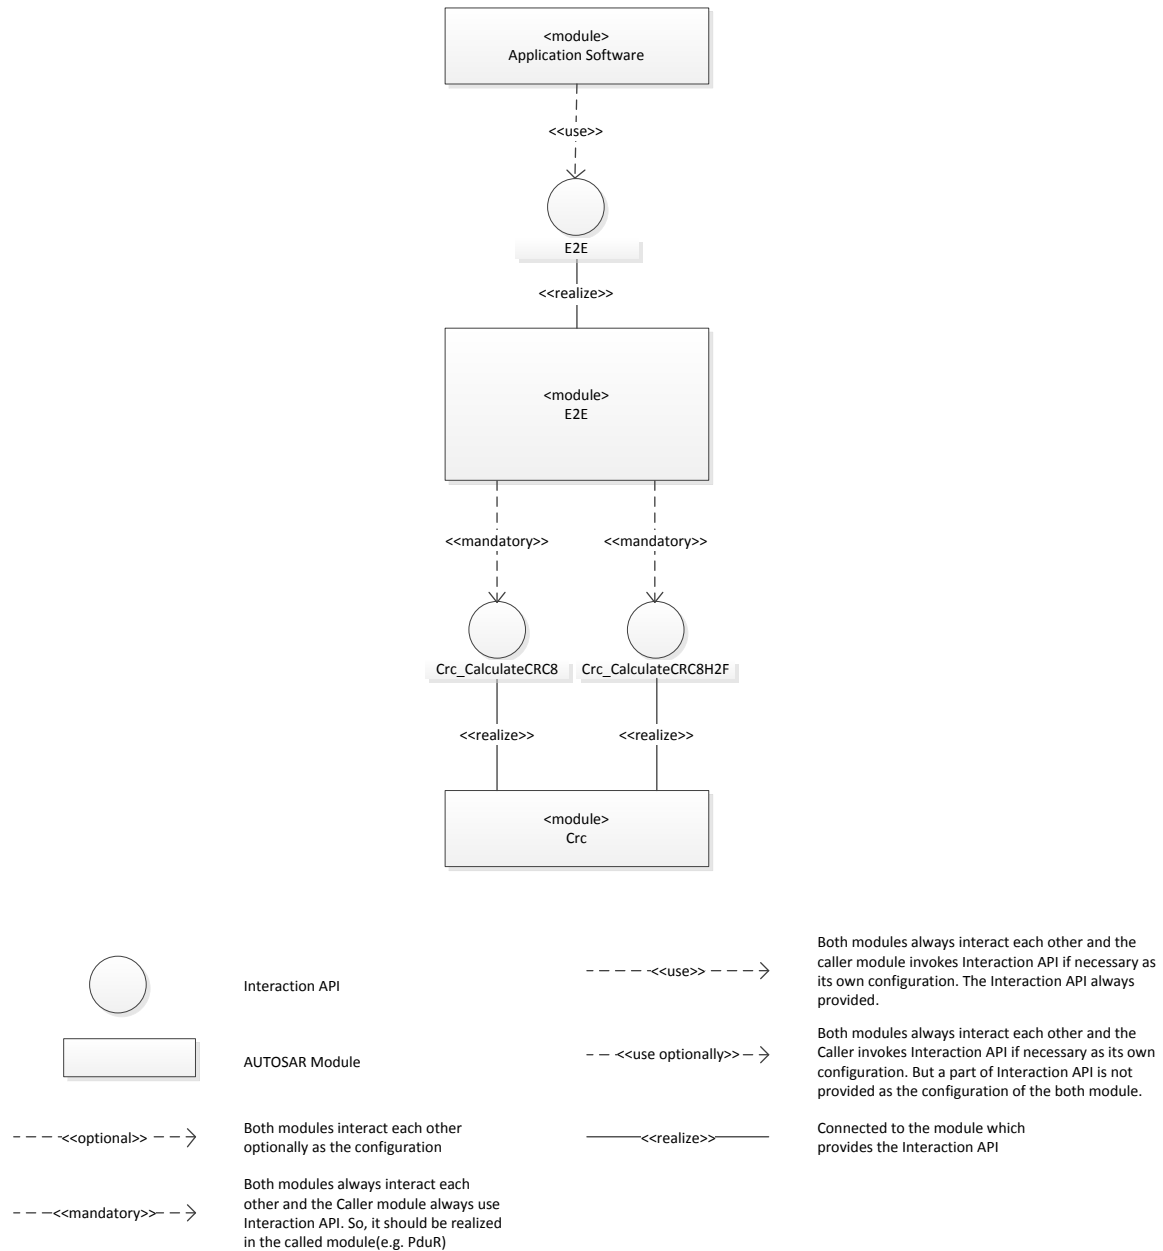 <module>
Application Software
<<use>>
E2E
<<realize>>
<module>
E2E
<<mandatory>> <<mandatory>>
Crc_CalculateCRC8 Crc_CalculateCRC8H2F
<<realize>> <<realize>>
<module>
Crc
Interaction API
AUTOSAR Module
<<optional>>
Both modules interact each other
optionally as the configuration
<<mandatory>>
Both modules always interact each
other and the Caller module always use
Interaction API. So, it should be realized
in the called module(e.g. PduR)
<<use>>
Both modules always interact each other and the
caller module invokes Interaction API if necessary as
its own configuration. The Interaction API always
provided.
<<use optionally>>
Both modules always interact each other and the
Caller invokes Interaction API if necessary as its own
configuration. But a part of Interaction API is not
provided as the configuration of the both module.
<<realize>>
Connected to the module which
provides the Interaction API